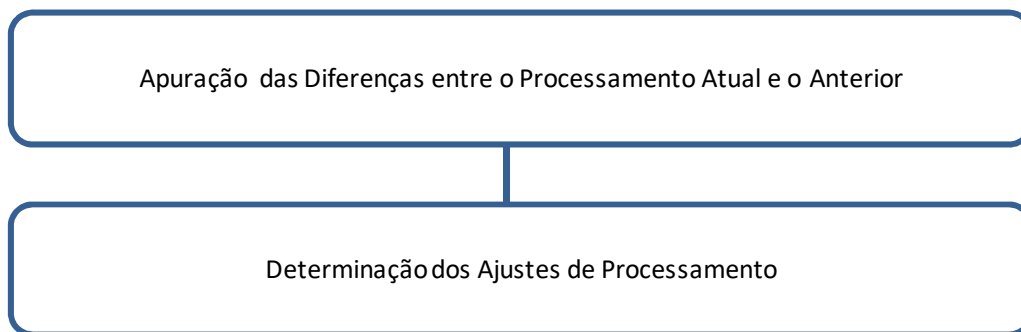 Apuração das Diferenças entre o Processamento Atual e o Anterior
Determinação dos Ajustes de Processamento